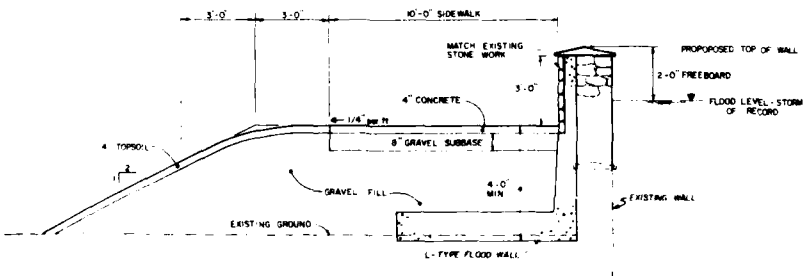 3'-0"
3'-0"
10'-0" SIDEWALK
MATCH EXISTING
STONE WORK
PROPOPOSED TOP OF WALL
2-0" FREEBOARD
3'-0"
FLOOD LEVEL-STORM
OF RECORD
4" CONCRETE
1/4" per ft
8" GRAVEL SUBBASE
4" TOPSOIL
2
1
GRAVEL FILL
4'-0"
MIN
EXISTING WALL
EXISTING GROUND
L-TYPE FLOOD WALL